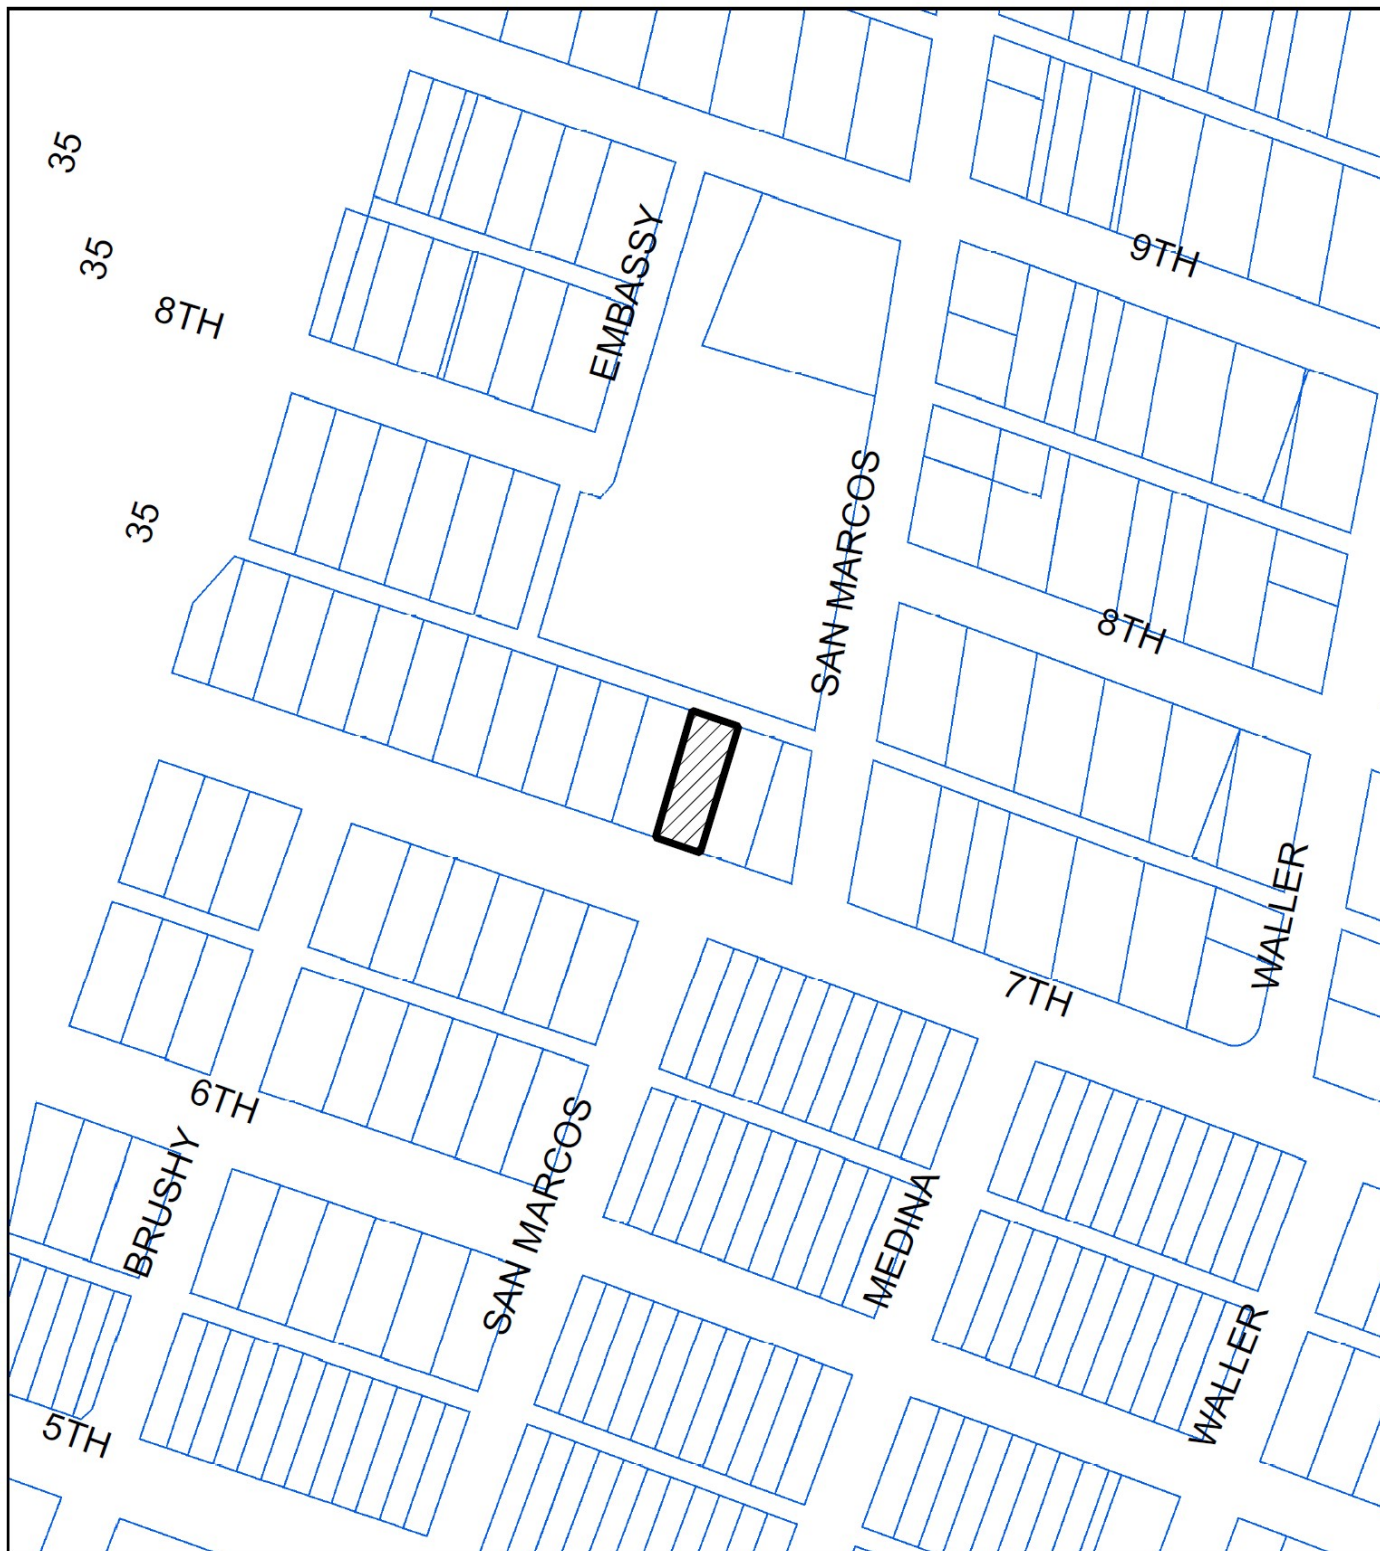 35
EMBASSY
9TH
35
8TH
SAN MARCOS
35
8TH
WALLER
7TH
6TH
SAN MARCOS
BRUSHY
MEDINA
WALLER
5TH